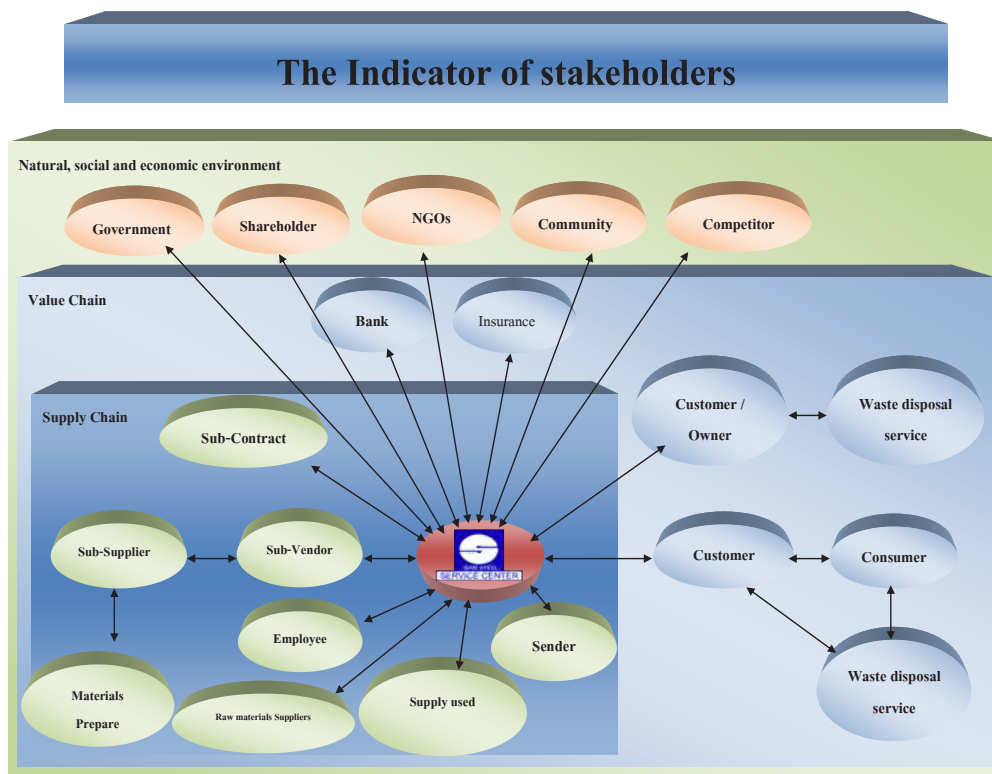 The Indicator of stakeholders
Natural, social and economic environment
Government
Shareholder
NGOs
Community
Competitor
Value Chain
Bank
Insurance
Supply Chain
Sub-Contract
Customer /
Owner
Waste disposal
service
Sub-Supplier
Sub-Vendor
SIAM STEEL
SERVICE CENTER
Customer
Consumer
Employee
Sender
Materials
Prepare
Raw materials Suppliers
Supply used
Waste disposal
service